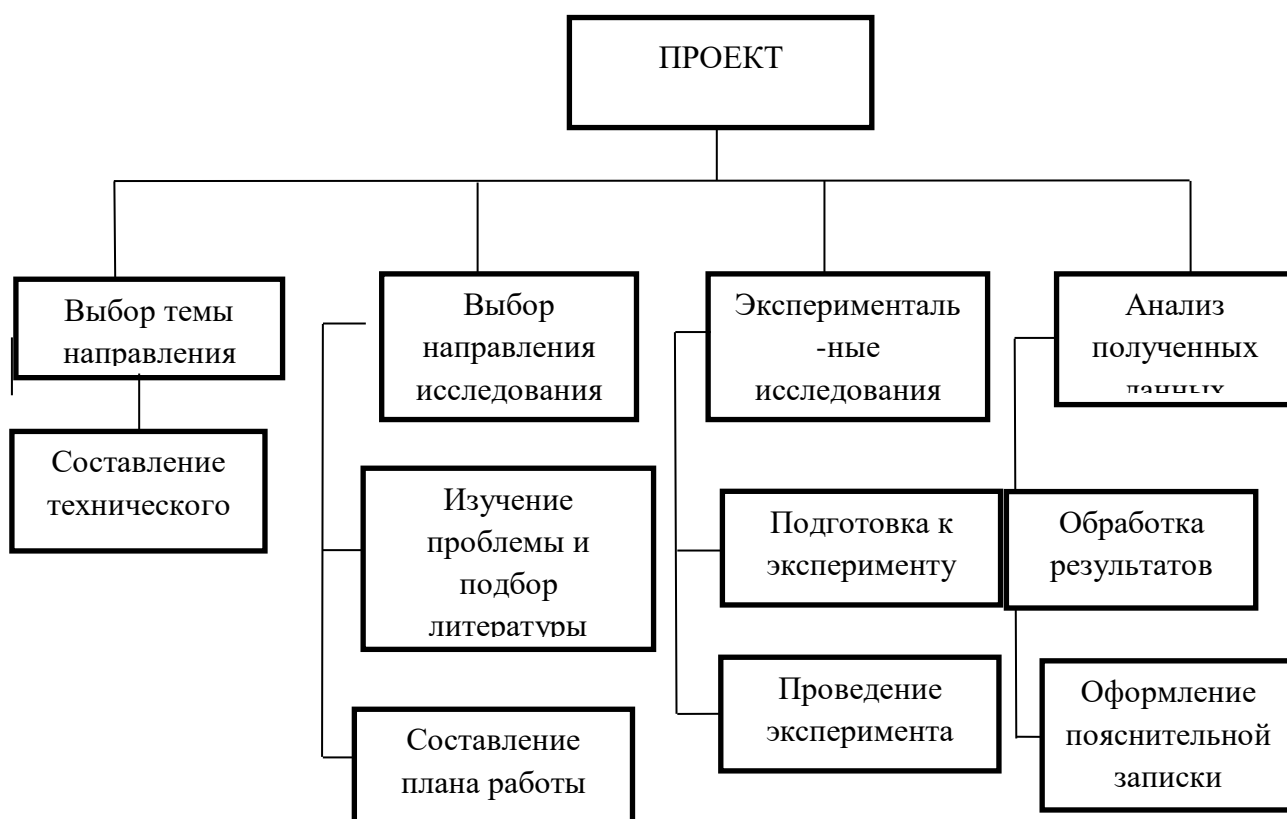 ПРОЕКТ
Выбор темы
направления
Составление
технического
Выбор
направления
исследования
Изучение
проблемы и
подбор
литературы
Составление
плана работы
Эксперименталь
-ные
исследования
Подготовка к
эксперименту
Проведение
эксперимента
Анализ
полученных
данных
Обработка
результатов
Оформление
пояснительной
записки